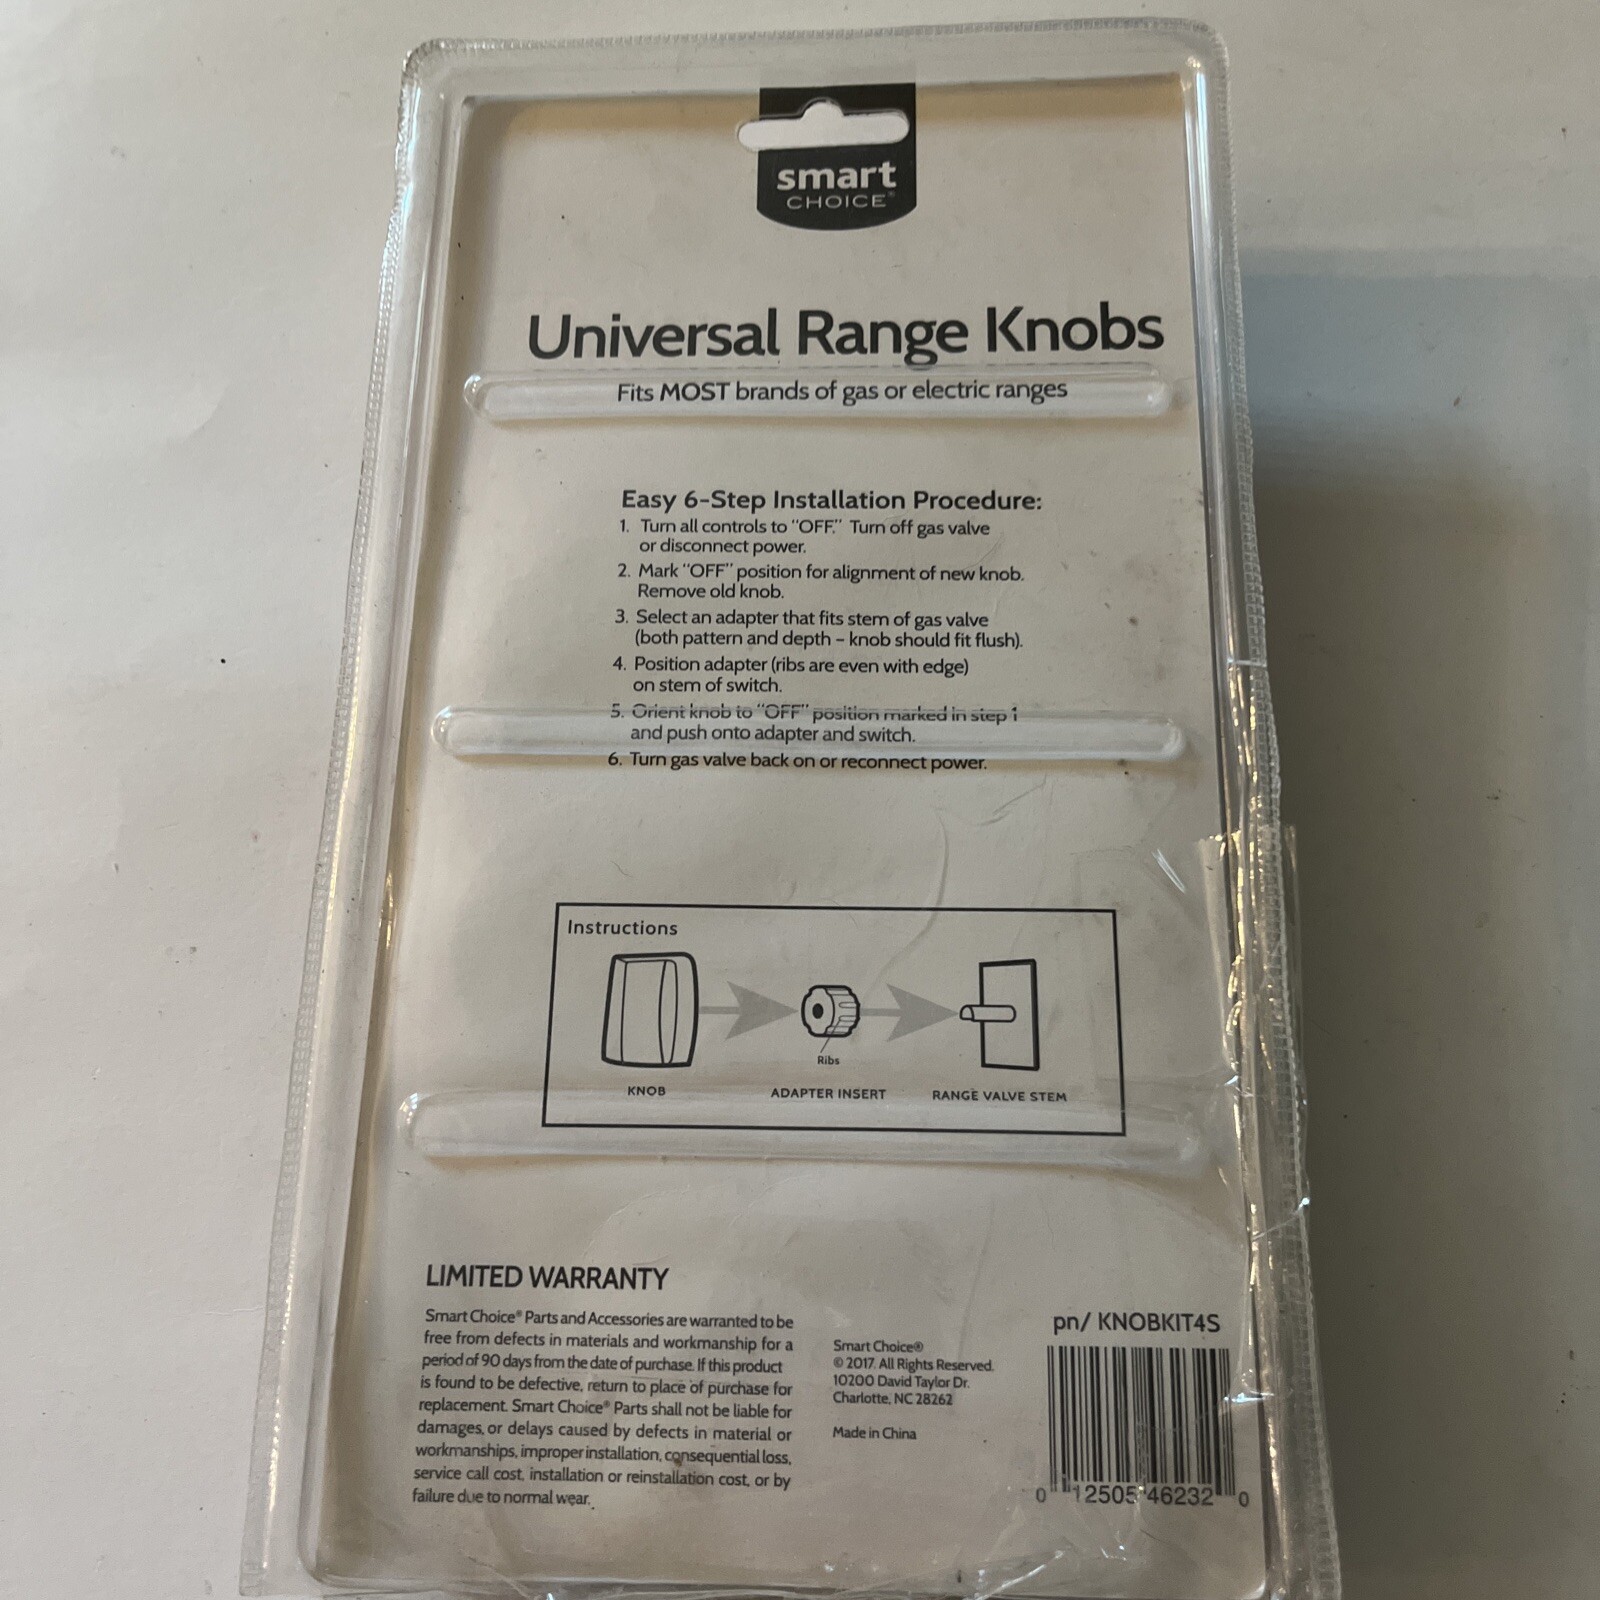 smart
CHOICE®
Universal Range Knobs
Fits MOST brands of gas or electric ranges
Easy 6-Step Installation Procedure:
1. Turn all controls to "OFF." Turn off gas valve
or disconnect power.
2. Mark "OFF" position for alignment of new knob.
Remove old knob.
3. Select an adapter that fits stem of gas valve
(both pattern and depth – knob should fit flush).
4. Position adapter (ribs are even with edge)
on stem of switch.
5. Orient knob to "OFF" position marked in step 1
and push onto adapter and switch.
6. Turn gas valve back on or reconnect power.
Instructions
Ribs
KNOB ADAPTER INSERT RANGE VALVE STEM
LIMITED WARRANTY
Smart Choice® Parts and Accessories are warranted to be
free from defects in materials and workmanship for a
period of 90 days from the date of purchase. If this product
is found to be defective, return to place of purchase for
replacement. Smart Choice® Parts shall not be liable for
damages, or delays caused by defects in material or
workmanships, improper installation, consequential loss,
service call cost, installation or reinstallation cost, or by
failure due to normal wear.
Smart Choice®
© 2017. All Rights Reserved.
10200 David Taylor Dr.
Charlotte, NC 28262
Made in China
pn/ KNOBKIT4S
0 12505 46232 0